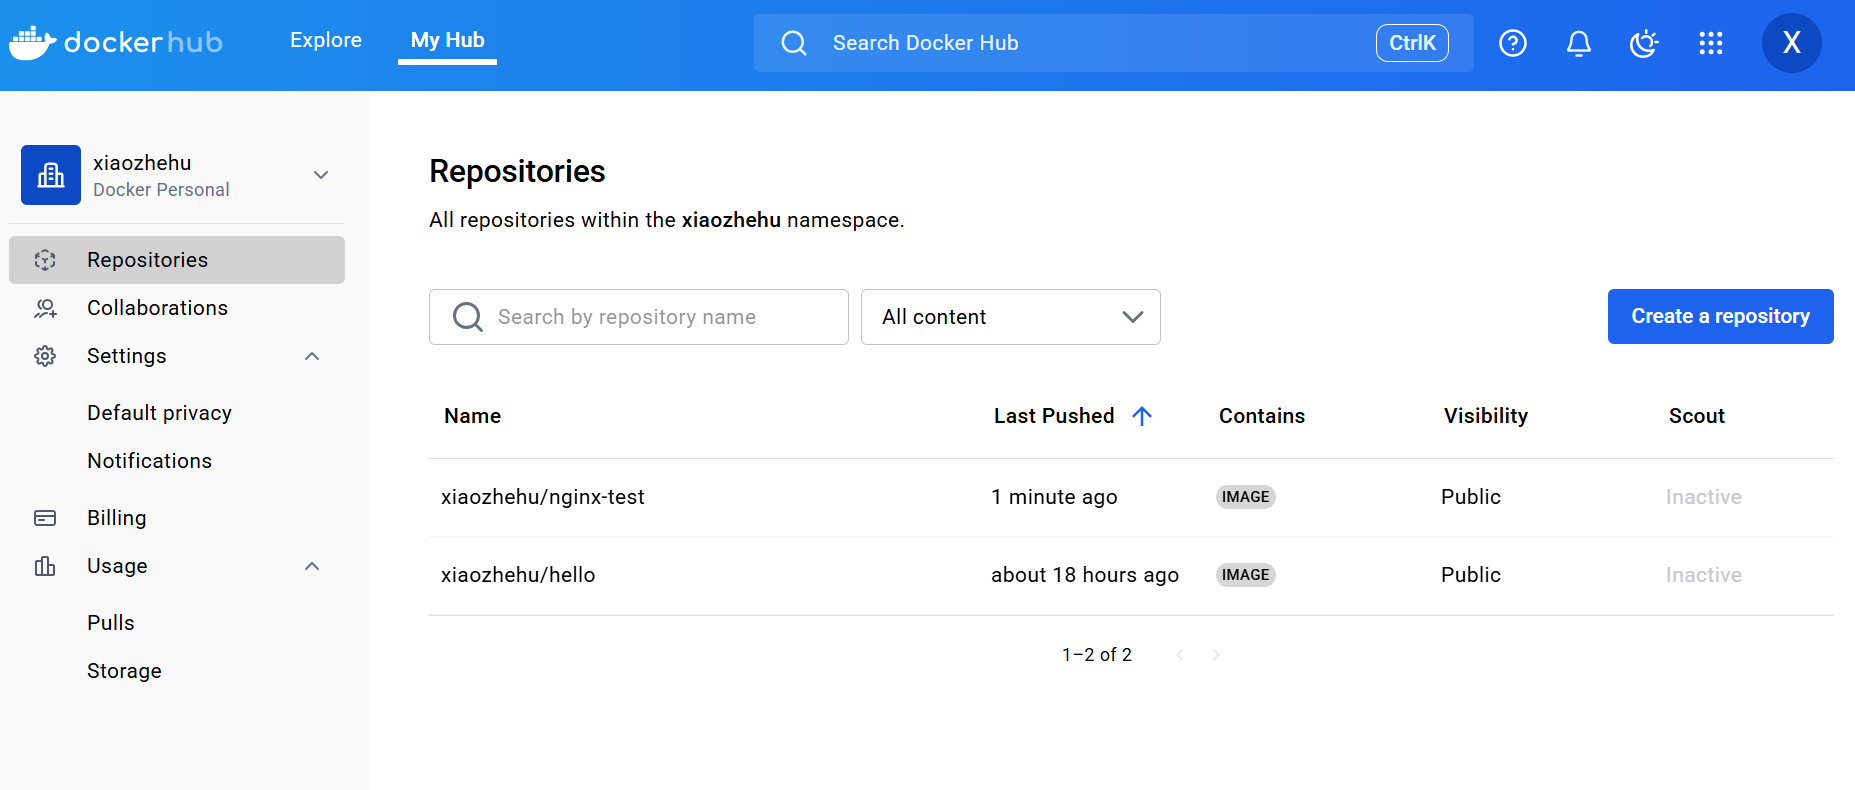 dockerhub
Explore
My Hub
Search Docker Hub
CtrlK
X
xiaozhehu
Docker Personal
Repositories
Collaborations
Settings
Default privacy
Notifications
Billing
Usage
Pulls
Storage
Repositories
All repositories within the xiaozhehu namespace.
Search by repository name
All content
Create a repository
Name Last Pushed Contains Visibility Scout
xiaozhehu/nginx-test 1 minute ago IMAGE Public Inactive
xiaozhehu/hello about 18 hours ago IMAGE Public Inactive
1–2 of 2